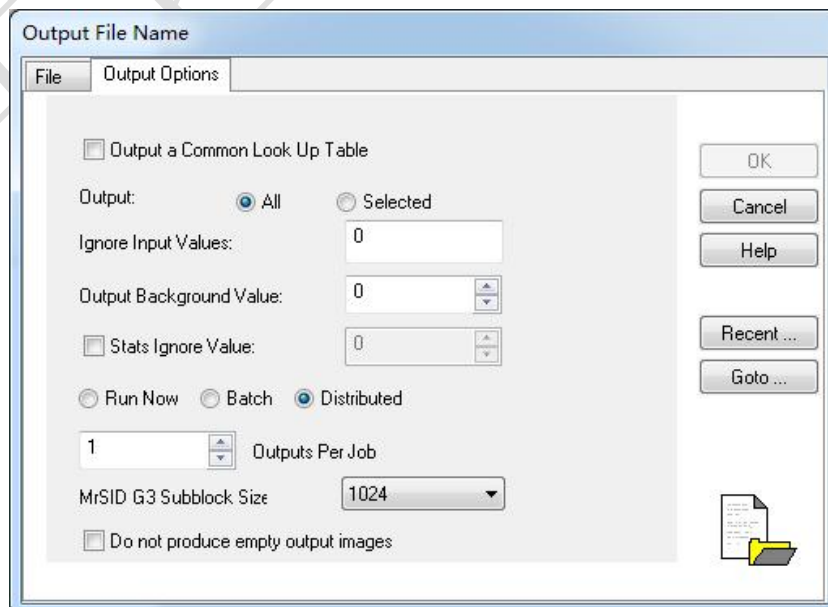 Output File Name
File Output Options
Output a Common Look Up Table
Output: All Selected
Ignore Input Values: 0
Output Background Value: 0
Stats Ignore Value: 0
Run Now Batch Distributed
1 Outputs Per Job
MrSID G3 Subblock Size 1024
Do not produce empty output images
OK
Cancel
Help
Recent ...
Goto ...